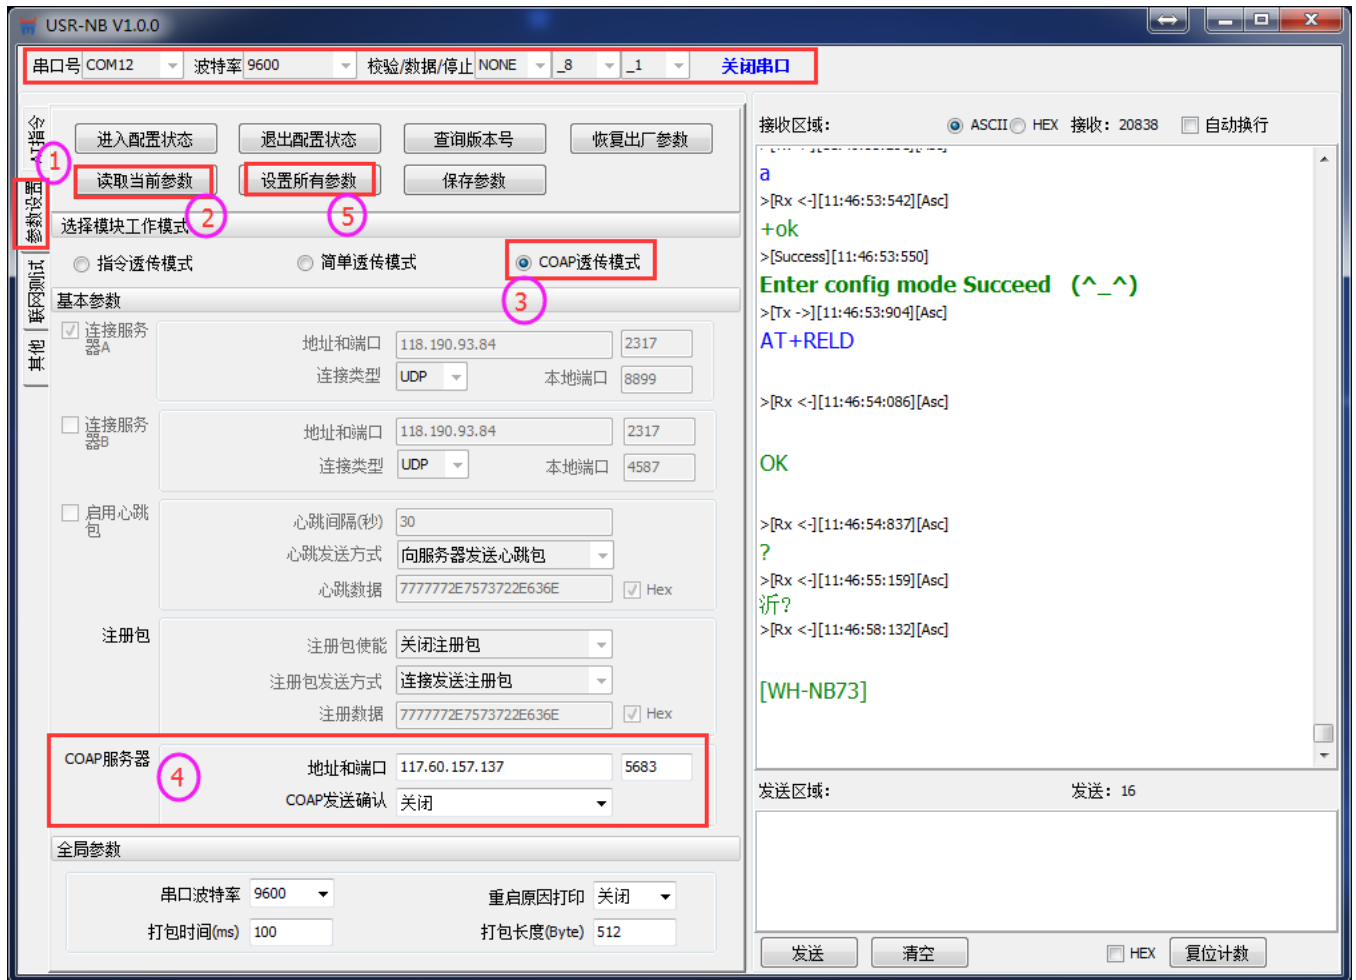 USR-NB V1.0.0
串口号 COM12 波特率 9600 校验/数据/停止 NONE _8 _1 关闭串口
AT指令
参数设置
联网测试
其他
进入配置状态 退出配置状态 查询版本号 恢复出厂参数
1
读取当前参数 设置所有参数 保存参数
2 5
选择模块工作模式
指令透传模式 简单透传模式 COAP透传模式
3
基本参数
连接服务器A
地址和端口 118.190.93.84 2317
连接类型 UDP 本地端口 8899
连接服务器B
地址和端口 118.190.93.84 2317
连接类型 UDP 本地端口 4587
启用心跳包
心跳间隔(秒) 30
心跳发送方式 向服务器发送心跳包
心跳数据 7777772E7573722E636E Hex
注册包
注册包使能 关闭注册包
注册包发送方式 连接发送注册包
注册数据 7777772E7573722E636E Hex
COAP服务器
4
地址和端口 117.60.157.137 5683
COAP发送确认 关闭
全局参数
串口波特率 9600 重启原因打印 关闭
打包时间(ms) 100 打包长度(Byte) 512
接收区域: ASCII HEX 接收: 20838 自动换行
a
>[Rx <-][11:46:53:542][Asc]
+ok
>[Success][11:46:53:550]
Enter config mode Succeed (^_^)
>[Tx ->][11:46:53:904][Asc]
AT+RELD
>[Rx <-][11:46:54:086][Asc]
OK
>[Rx <-][11:46:54:837][Asc]
?
>[Rx <-][11:46:55:159][Asc]
沂?
>[Rx <-][11:46:58:132][Asc]
[WH-NB73]
发送区域: 发送: 16
发送 清空 HEX 复位计数